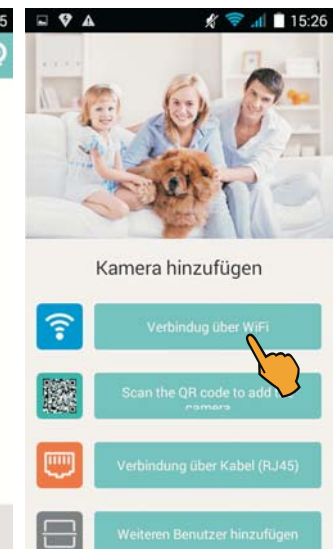 15:26
Kamera hinzufügen
Verbindug über WiFi
Scan the QR code to add
camera
Verbindung über Kabel (RJ45)
Weiteren Benutzer hinzufügen